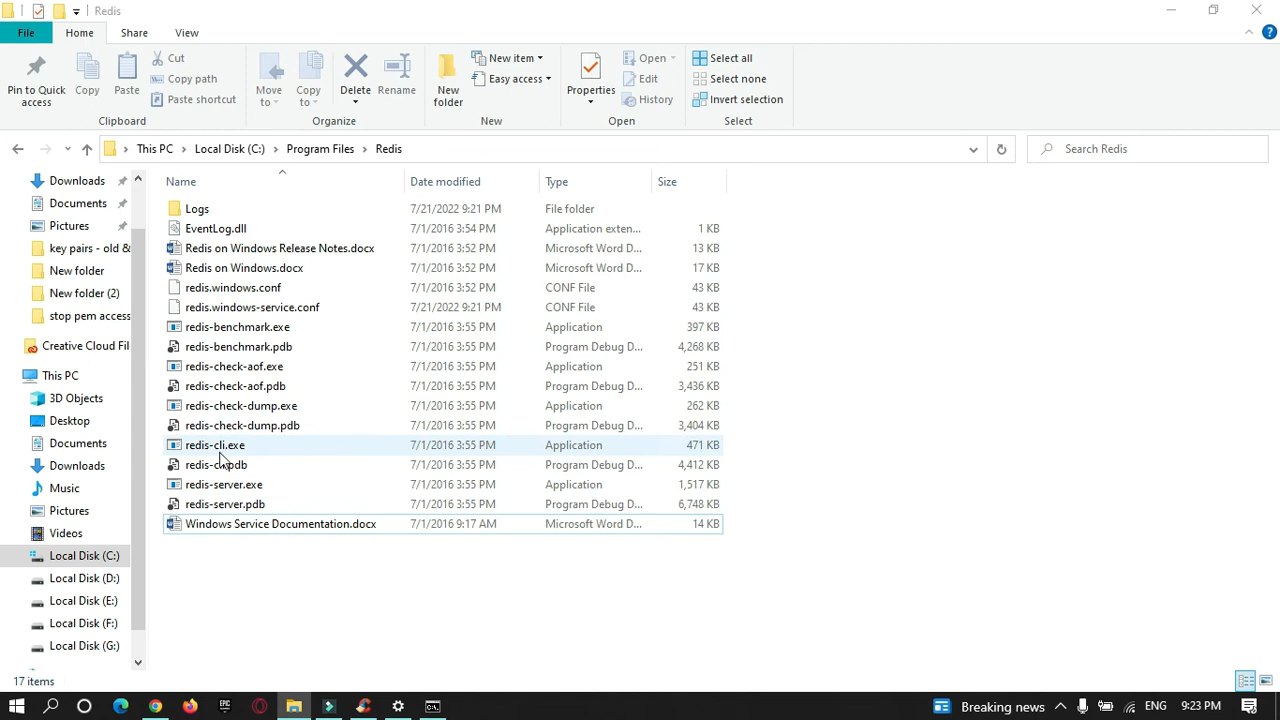 Redis
File Home Share View
Pin to Quick access
Copy
Paste
Cut
Copy path
Paste shortcut
Clipboard
Move to
Copy to
Delete
Rename
Organize
New folder
New item
Easy access
New
Properties
Open
Edit
History
Open
Select all
Select none
Invert selection
Select
This PC Local Disk (C:) Program Files Redis
Search Redis
Downloads
Documents
Pictures
key pairs - old &
New folder
New folder (2)
stop pem access
Creative Cloud Fil
This PC
3D Objects
Desktop
Documents
Downloads
Music
Pictures
Videos
Local Disk (C:)
Local Disk (D:)
Local Disk (E:)
Local Disk (F:)
Local Disk (G:)
Name Date modified Type Size
Logs 7/21/2022 9:21 PM File folder
EventLog.dll 7/1/2016 3:54 PM Application exten... 1 KB
Redis on Windows Release Notes.docx 7/1/2016 3:52 PM Microsoft Word D... 13 KB
Redis on Windows.docx 7/1/2016 3:52 PM Microsoft Word D... 17 KB
redis.windows.conf 7/1/2016 3:52 PM CONF File 43 KB
redis.windows-service.conf 7/21/2022 9:21 PM CONF File 43 KB
redis-benchmark.exe 7/1/2016 3:55 PM Application 397 KB
redis-benchmark.pdb 7/1/2016 3:55 PM Program Debug D... 4,268 KB
redis-check-aof.exe 7/1/2016 3:55 PM Application 251 KB
redis-check-aof.pdb 7/1/2016 3:55 PM Program Debug D... 3,436 KB
redis-check-dump.exe 7/1/2016 3:55 PM Application 262 KB
redis-check-dump.pdb 7/1/2016 3:55 PM Program Debug D... 3,404 KB
redis-cli.exe 7/1/2016 3:55 PM Application 471 KB
redis-cli.pdb 7/1/2016 3:55 PM Program Debug D... 4,412 KB
redis-server.exe 7/1/2016 3:55 PM Application 1,517 KB
redis-server.pdb 7/1/2016 3:55 PM Program Debug D... 6,748 KB
Windows Service Documentation.docx 7/1/2016 9:17 AM Microsoft Word D... 14 KB
17 items
EPIC
Breaking news
ENG
9:23 PM